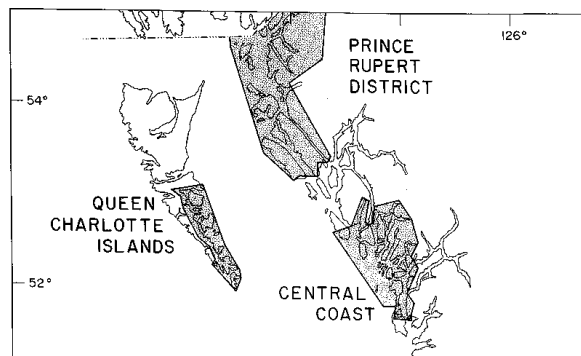 126°
PRINCE
RUPERT
DISTRICT
54°
QUEEN
CHARLOTTE
ISLANDS
52°
CENTRAL
COAST